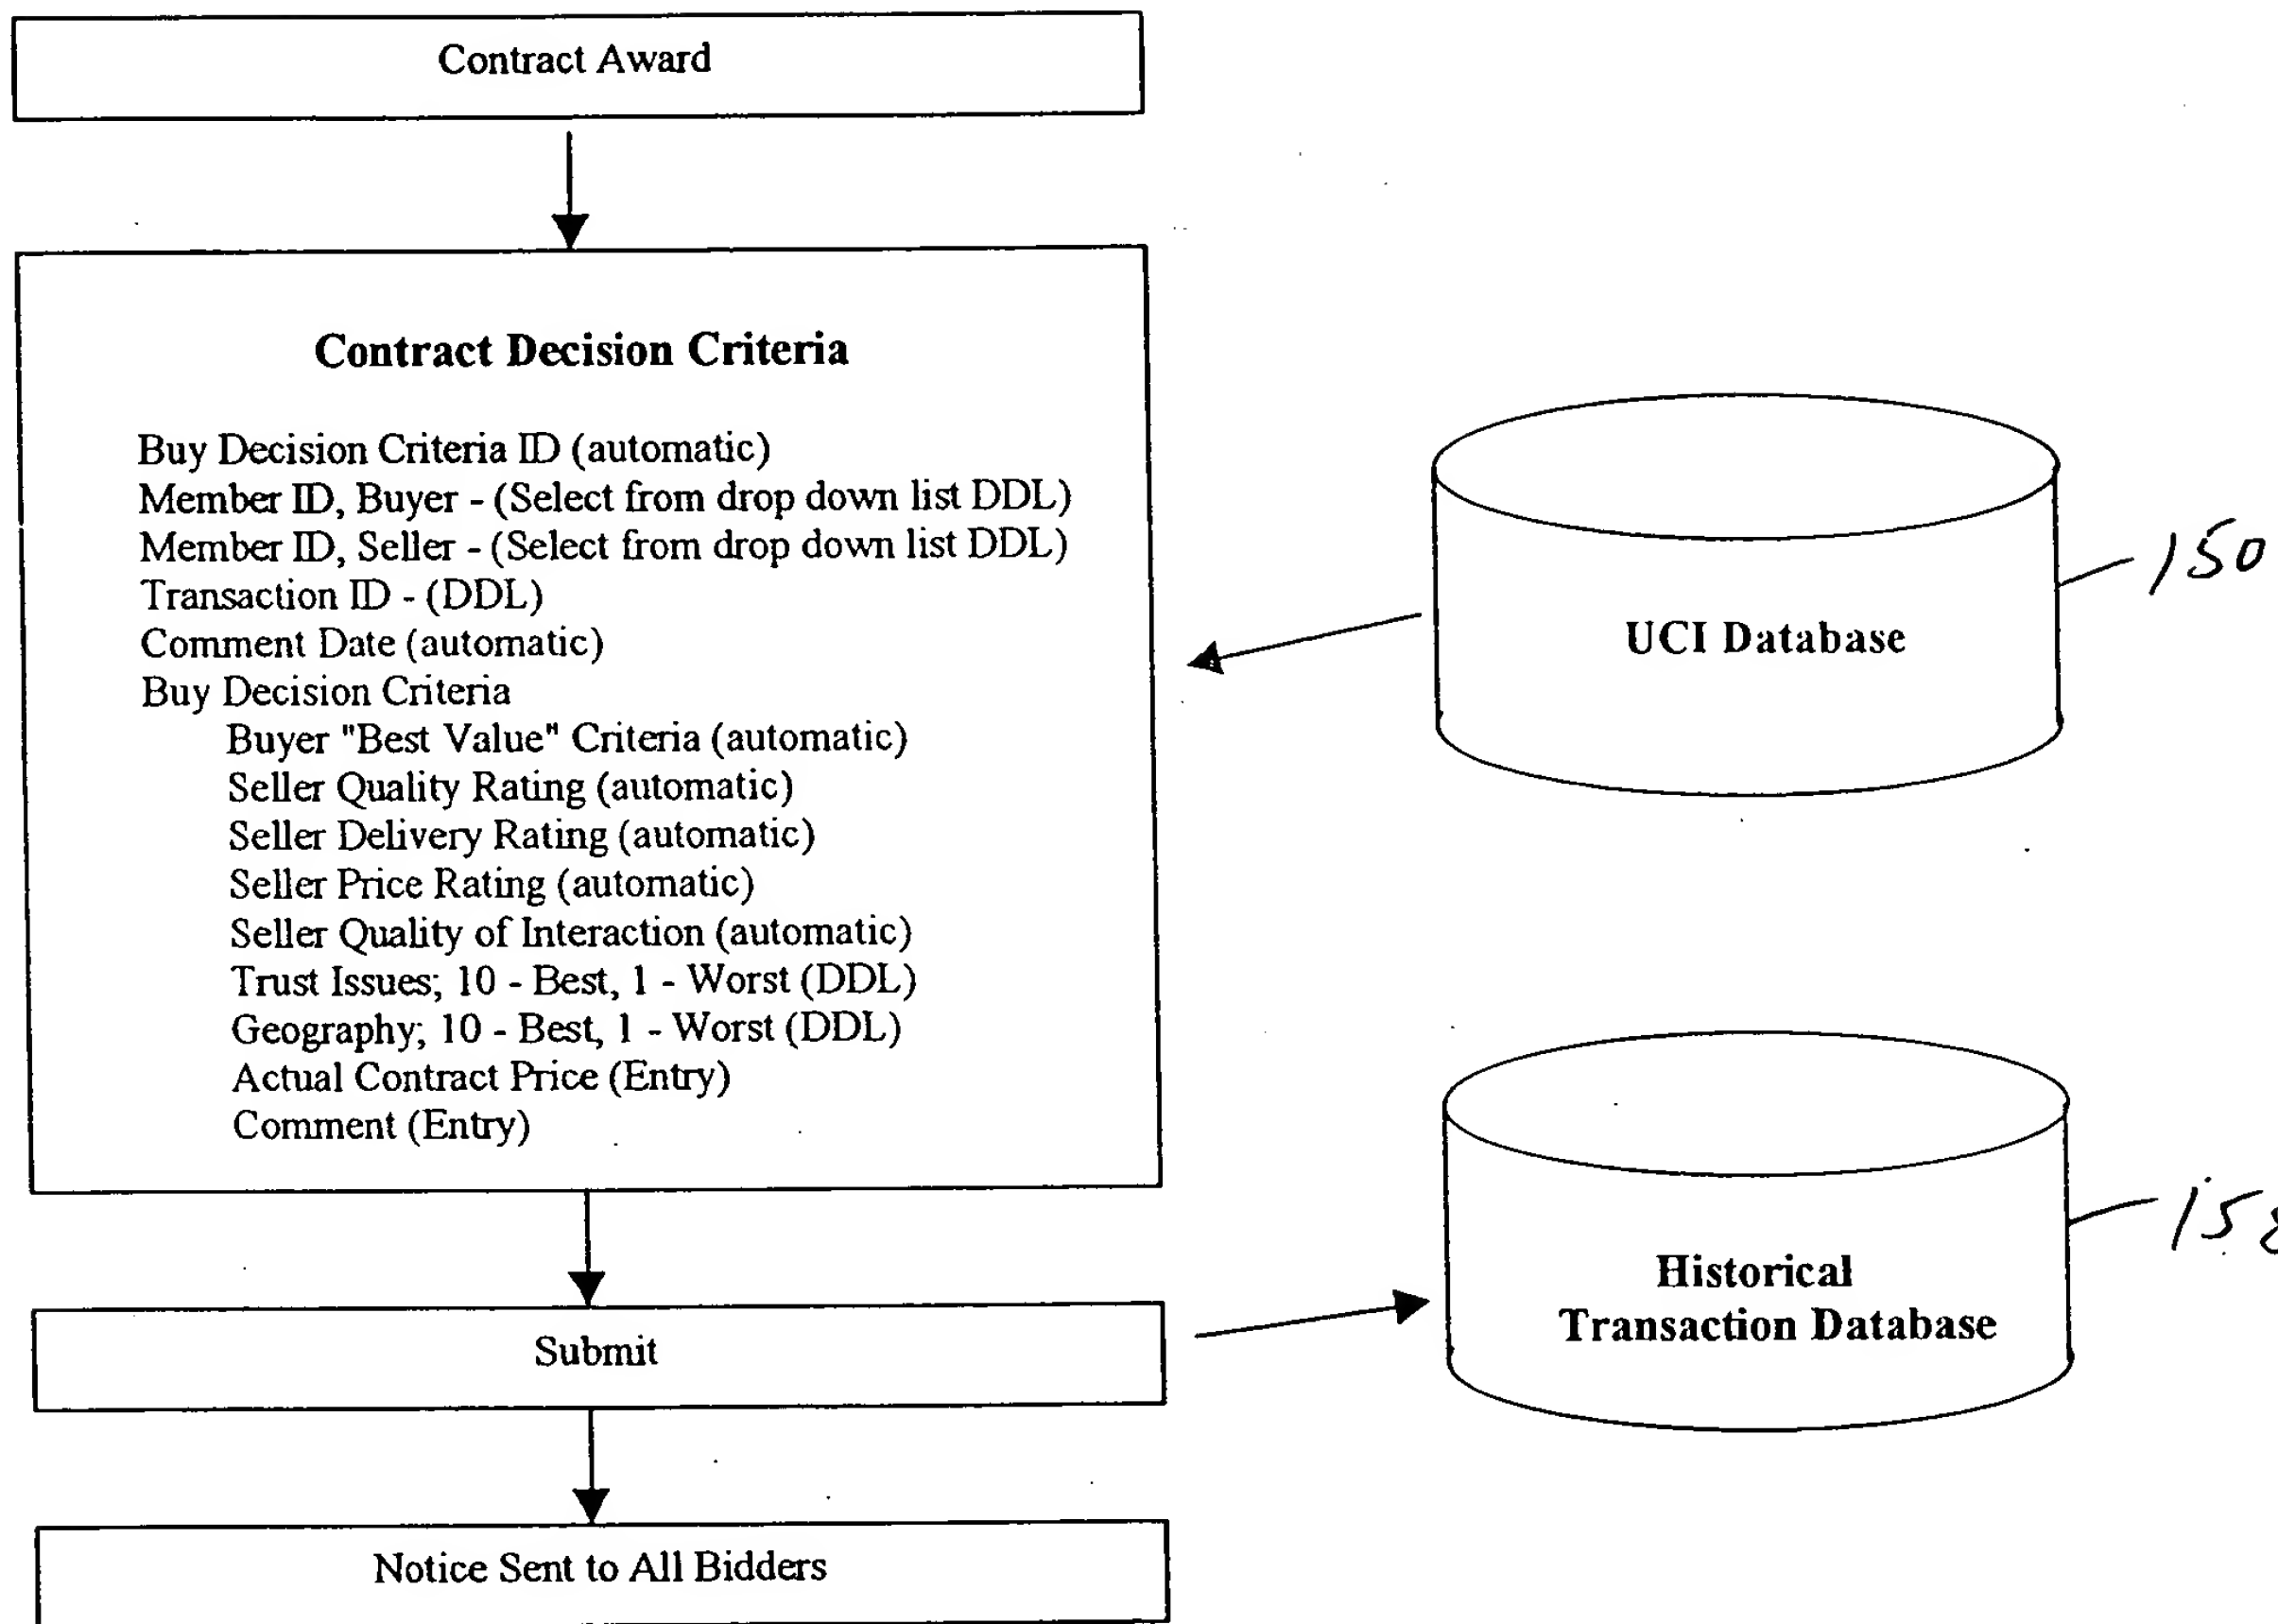 Contract Award
Contract Decision Criteria
Buy Decision Criteria ID (automatic)
Member ID, Buyer - (Select from drop down list DDL)
Member ID, Seller - (Select from drop down list DDL)
Transaction ID - (DDL)
Comment Date (automatic)
Buy Decision Criteria
Buyer "Best Value" Criteria (automatic)
Seller Quality Rating (automatic)
Seller Delivery Rating (automatic)
Seller Price Rating (automatic)
Seller Quality of Interaction (automatic)
Trust Issues; 10 - Best, 1 - Worst (DDL)
Geography; 10 - Best, 1 - Worst (DDL)
Actual Contract Price (Entry)
Comment (Entry)
UCI Database
150
Submit
Historical
Transaction Database
Notice Sent to All Bidders